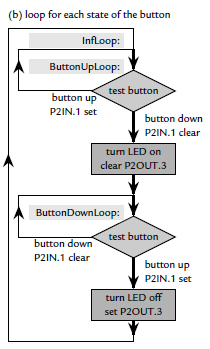 (b) loop for each state of the button
InfLoop:
ButtonUpLoop:
test button
button up
P2IN.1 set
button down
P2IN.1 clear
turn LED on
clear P2OUT.3
ButtonDownLoop:
test button
button down
P2IN.1 clear
button up
P2IN.1 set
turn LED off
set P2OUT.3